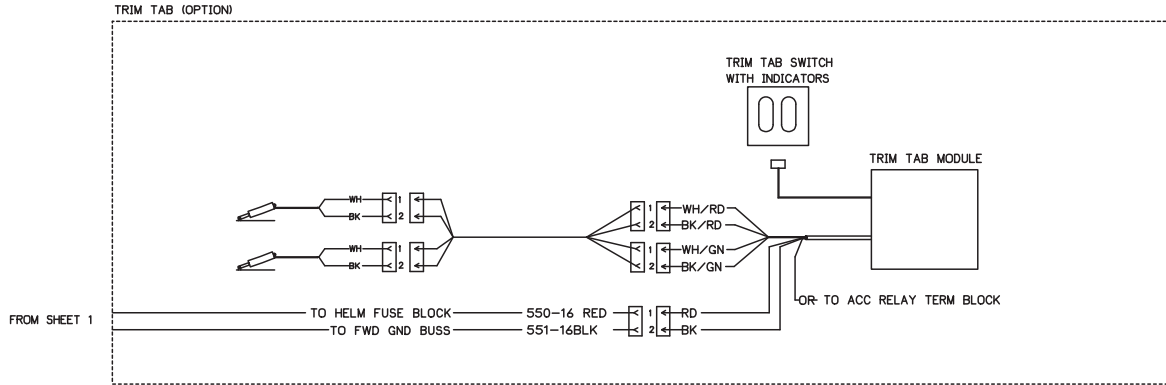 TRIM TAB (OPTION)
TRIM TAB SWITCH
WITH INDICATORS
TRIM TAB MODULE
WH 1
BK 2
WH 1
BK 2
1 WH/RD
2 BK/RD
1 WH/GN
2 BK/GN
OR TO ACC RELAY TERM BLOCK
FROM SHEET 1
TO HELM FUSE BLOCK 550-16 RED 1 RD
TO FWD GND BUSS 551-16BLK 2 BK